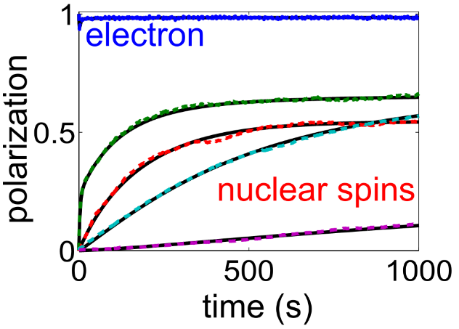 1
electron
polarization
0.5
nuclear spins
0
0
500
1000
time (s)